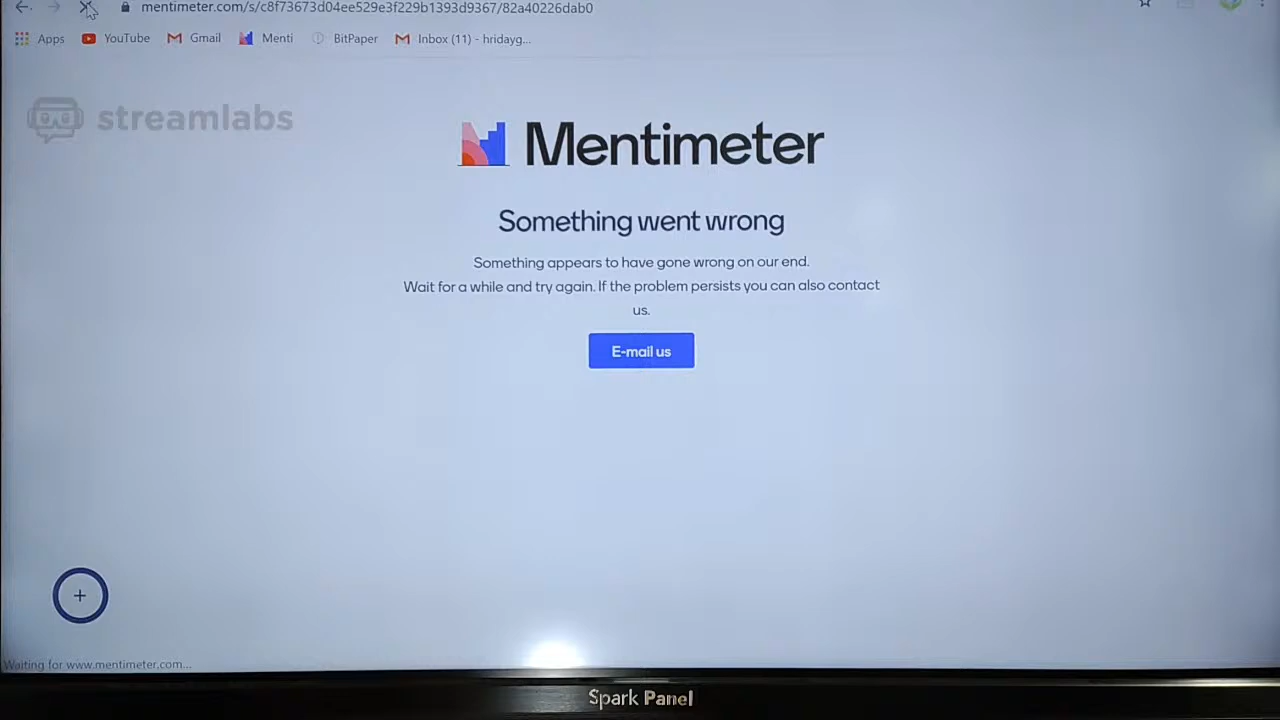 mentimeter.com/s/c8f73673d04ee529e3f229b1393d9367/82a40226dab0
Apps YouTube Gmail Menti BitPaper Inbox (11) - hridayg...
streamlabs
Mentimeter
Something went wrong
Something appears to have gone wrong on our end.
Wait for a while and try again. If the problem persists you can also contact
us.
E-mail us
+
Waiting for www.mentimeter.com...
Spark Panel